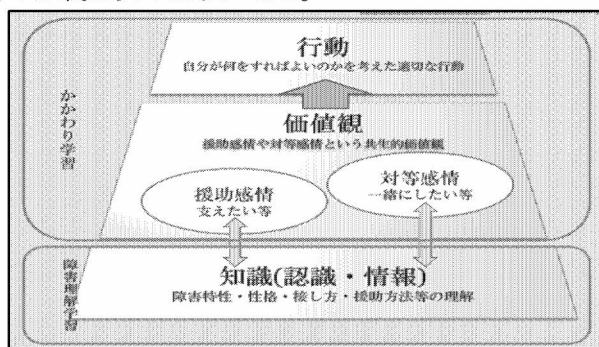 行動
自分が何をすればよいのかを考えた適切な行動
かかわり学習
価値観
援助感情や対等感情という共生的価値観
援助感情
支えたい等
対等感情
一緒にしたい等
障害理解学習
知識(認識・情報)
障害特性・性格・接し方・援助方法等の理解